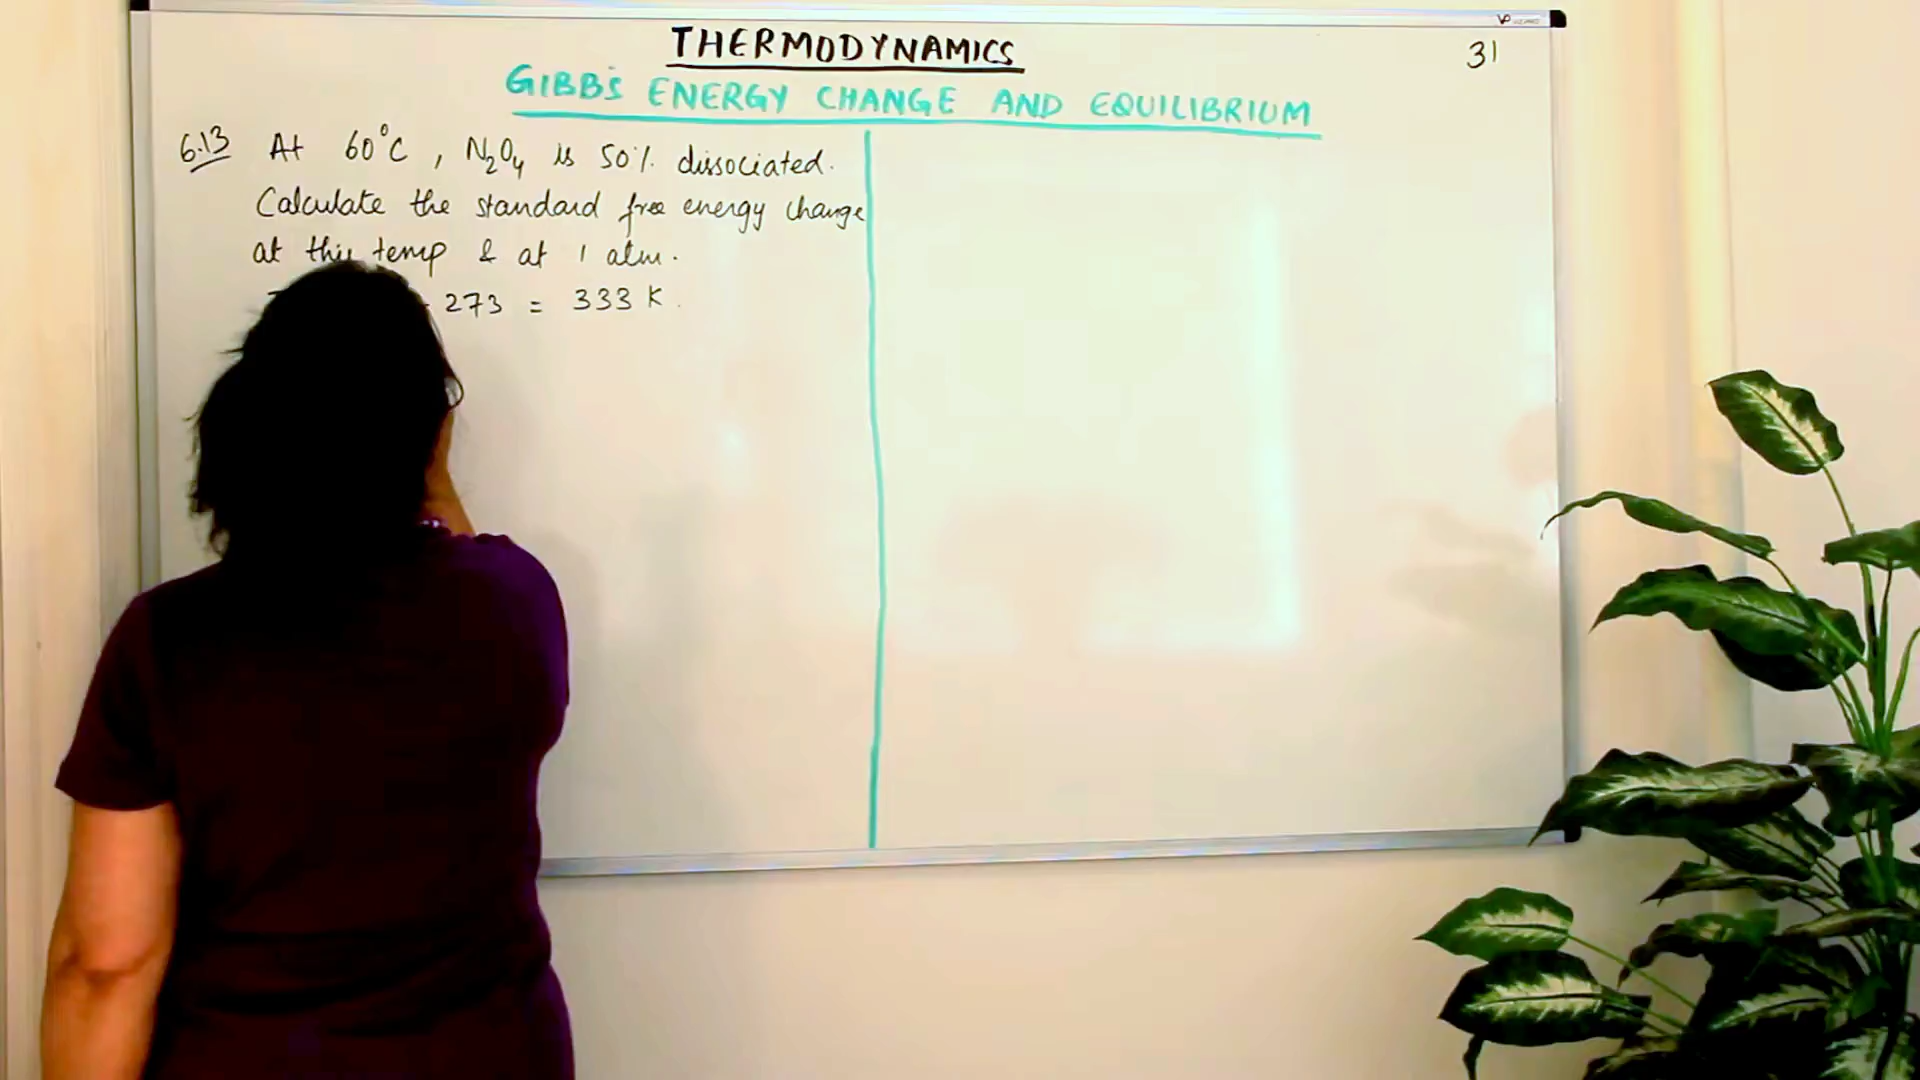 THERMODYNAMICS
31
GIBB'S ENERGY CHANGE AND EQUILIBRIUM
6.13 At 60°C, N₂O₄ is 50% dissociated.
Calculate the standard free energy change
at this temp & at 1 atm.
273 = 333 K.